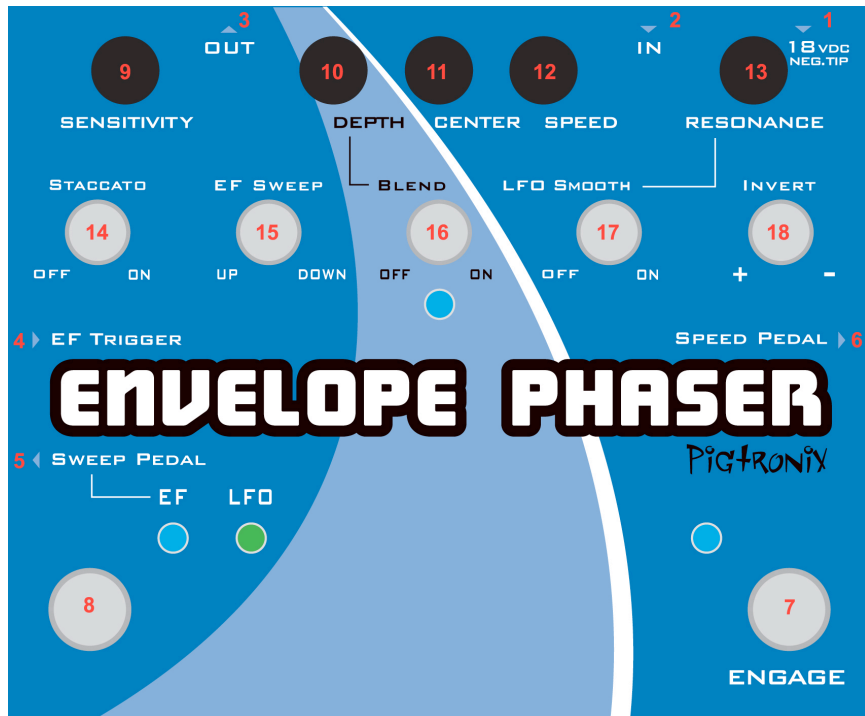 3 2 1
OUT IN 18 VDC
NEG.TIP
9 10 11 12 13
SENSITIVITY DEPTH CENTER SPEED RESONANCE
STACCATO EF SWEEP BLEND LFO SMOOTH INVERT
14 15 16 17 18
OFF ON UP DOWN OFF ON OFF ON + -
4 EF TRIGGER SPEED PEDAL 6
ENVELOPE PHASER
5 SWEEP PEDAL PiGtRONiX
EF LFO
8 7
ENGAGE